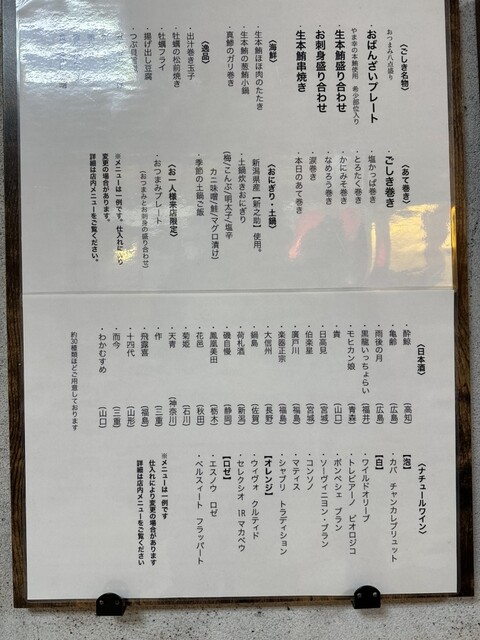 〈ごしき名物〉
おつまみ八点盛り
・おばんざいプレート
やま幸の本鮪使用 希少部位入り
・生本鮪盛り合わせ
・お刺身盛り合わせ
・生本鮪串焼き
〈海鮮〉
・生本鮪ほほ肉のたたき
・生本鮪の葱鮪小鍋
・真鯵のガリ巻き
〈逸品〉
・出汁巻き玉子
・牡蠣の松前焼き
・牡蠣フライ
・揚げ出し豆腐
・つぶ貝
〈あて巻き〉
・ごしき巻き
・塩かっぱ巻き
・とろたく巻き
・かにみそ巻き
・なめろう巻き
・涙巻き
・本日のあて巻き
〈おにぎり・土鍋〉
新潟県産【新之助】使用。
・土鍋炊きおにぎり
(梅/こんぶ/明太子/塩辛
カニ味噌/鮭/マグロ漬け)
・季節の土鍋ご飯
〈お一人様来店限定〉
・おつまみプレート
(おつまみとお刺身の盛り合わせ)
※メニューは一例です。仕入れにより
変更の場合があります。
詳細は店内メニューをご覧ください。
〈日本酒〉
・酔鯨 (高知)
・亀齢 (広島)
・雨後の月 (広島)
・黒龍いっちょらい (福井)
・モヒカン娘 (青森)
・貴 (山口)
・日高見 (宮城)
・伯楽星 (宮城)
・廣戸川 (福島)
・楽器正宗 (福島)
・大信州 (長野)
・鍋島 (佐賀)
・荷札酒 (新潟)
・磯自慢 (静岡)
・鳳凰美田 (栃木)
・花邑 (秋田)
・菊姫 (石川)
・天青 (神奈川)
・作 (三重)
・飛露喜 (福島)
・十四代 (山形)
・而今 (三重)
・わかむすめ (山口)
約30種類ほどご用意しております
〈ナチュールワイン〉
【泡】
・カバ チャンカレブリュット
【白】
・ワイルドオリーブ
・トレビアーノ ビオロジコ
・ボンペシェ ブラン
・ソーヴィニヨン・ブラン
・コンソノ
・マティス
・シャブリ トラディション
【オレンジ】
・ウィヴォ クルティド
・セレクシオ 1R マカベウ
【ロゼ】
・エスノウ ロゼ
・ベルスィート フラッパート
※メニューは一例です
仕入れにより変更の場合があります
詳細は店内メニューをご覧ください